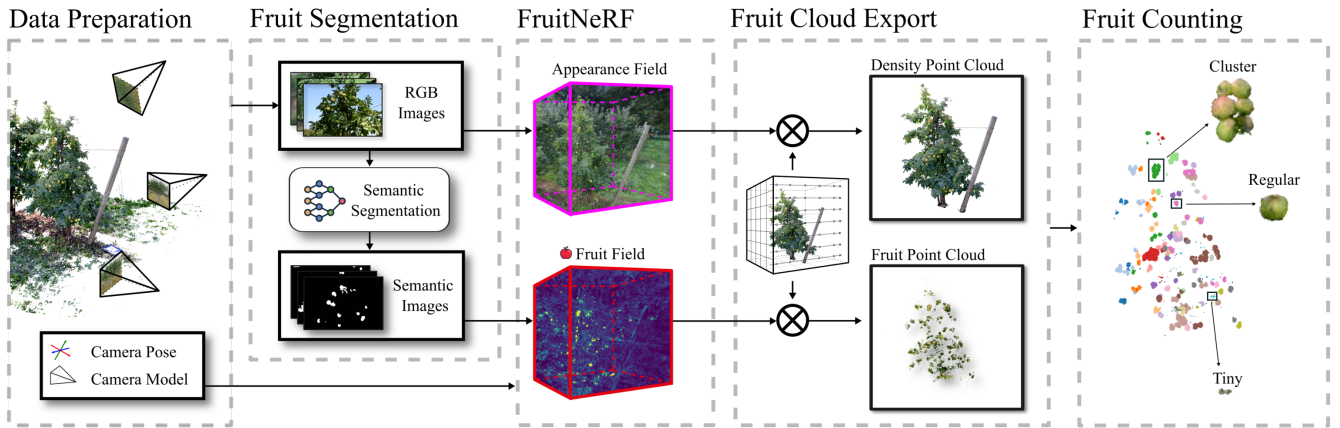 Data Preparation
Camera Pose
Camera Model
Fruit Segmentation
RGB
Images
Semantic
Segmentation
Semantic
Images
FruitNeRF
Appearance Field
Fruit Field
Fruit Cloud Export
Density Point Cloud
Fruit Point Cloud
Fruit Counting
Cluster
Regular
Tiny